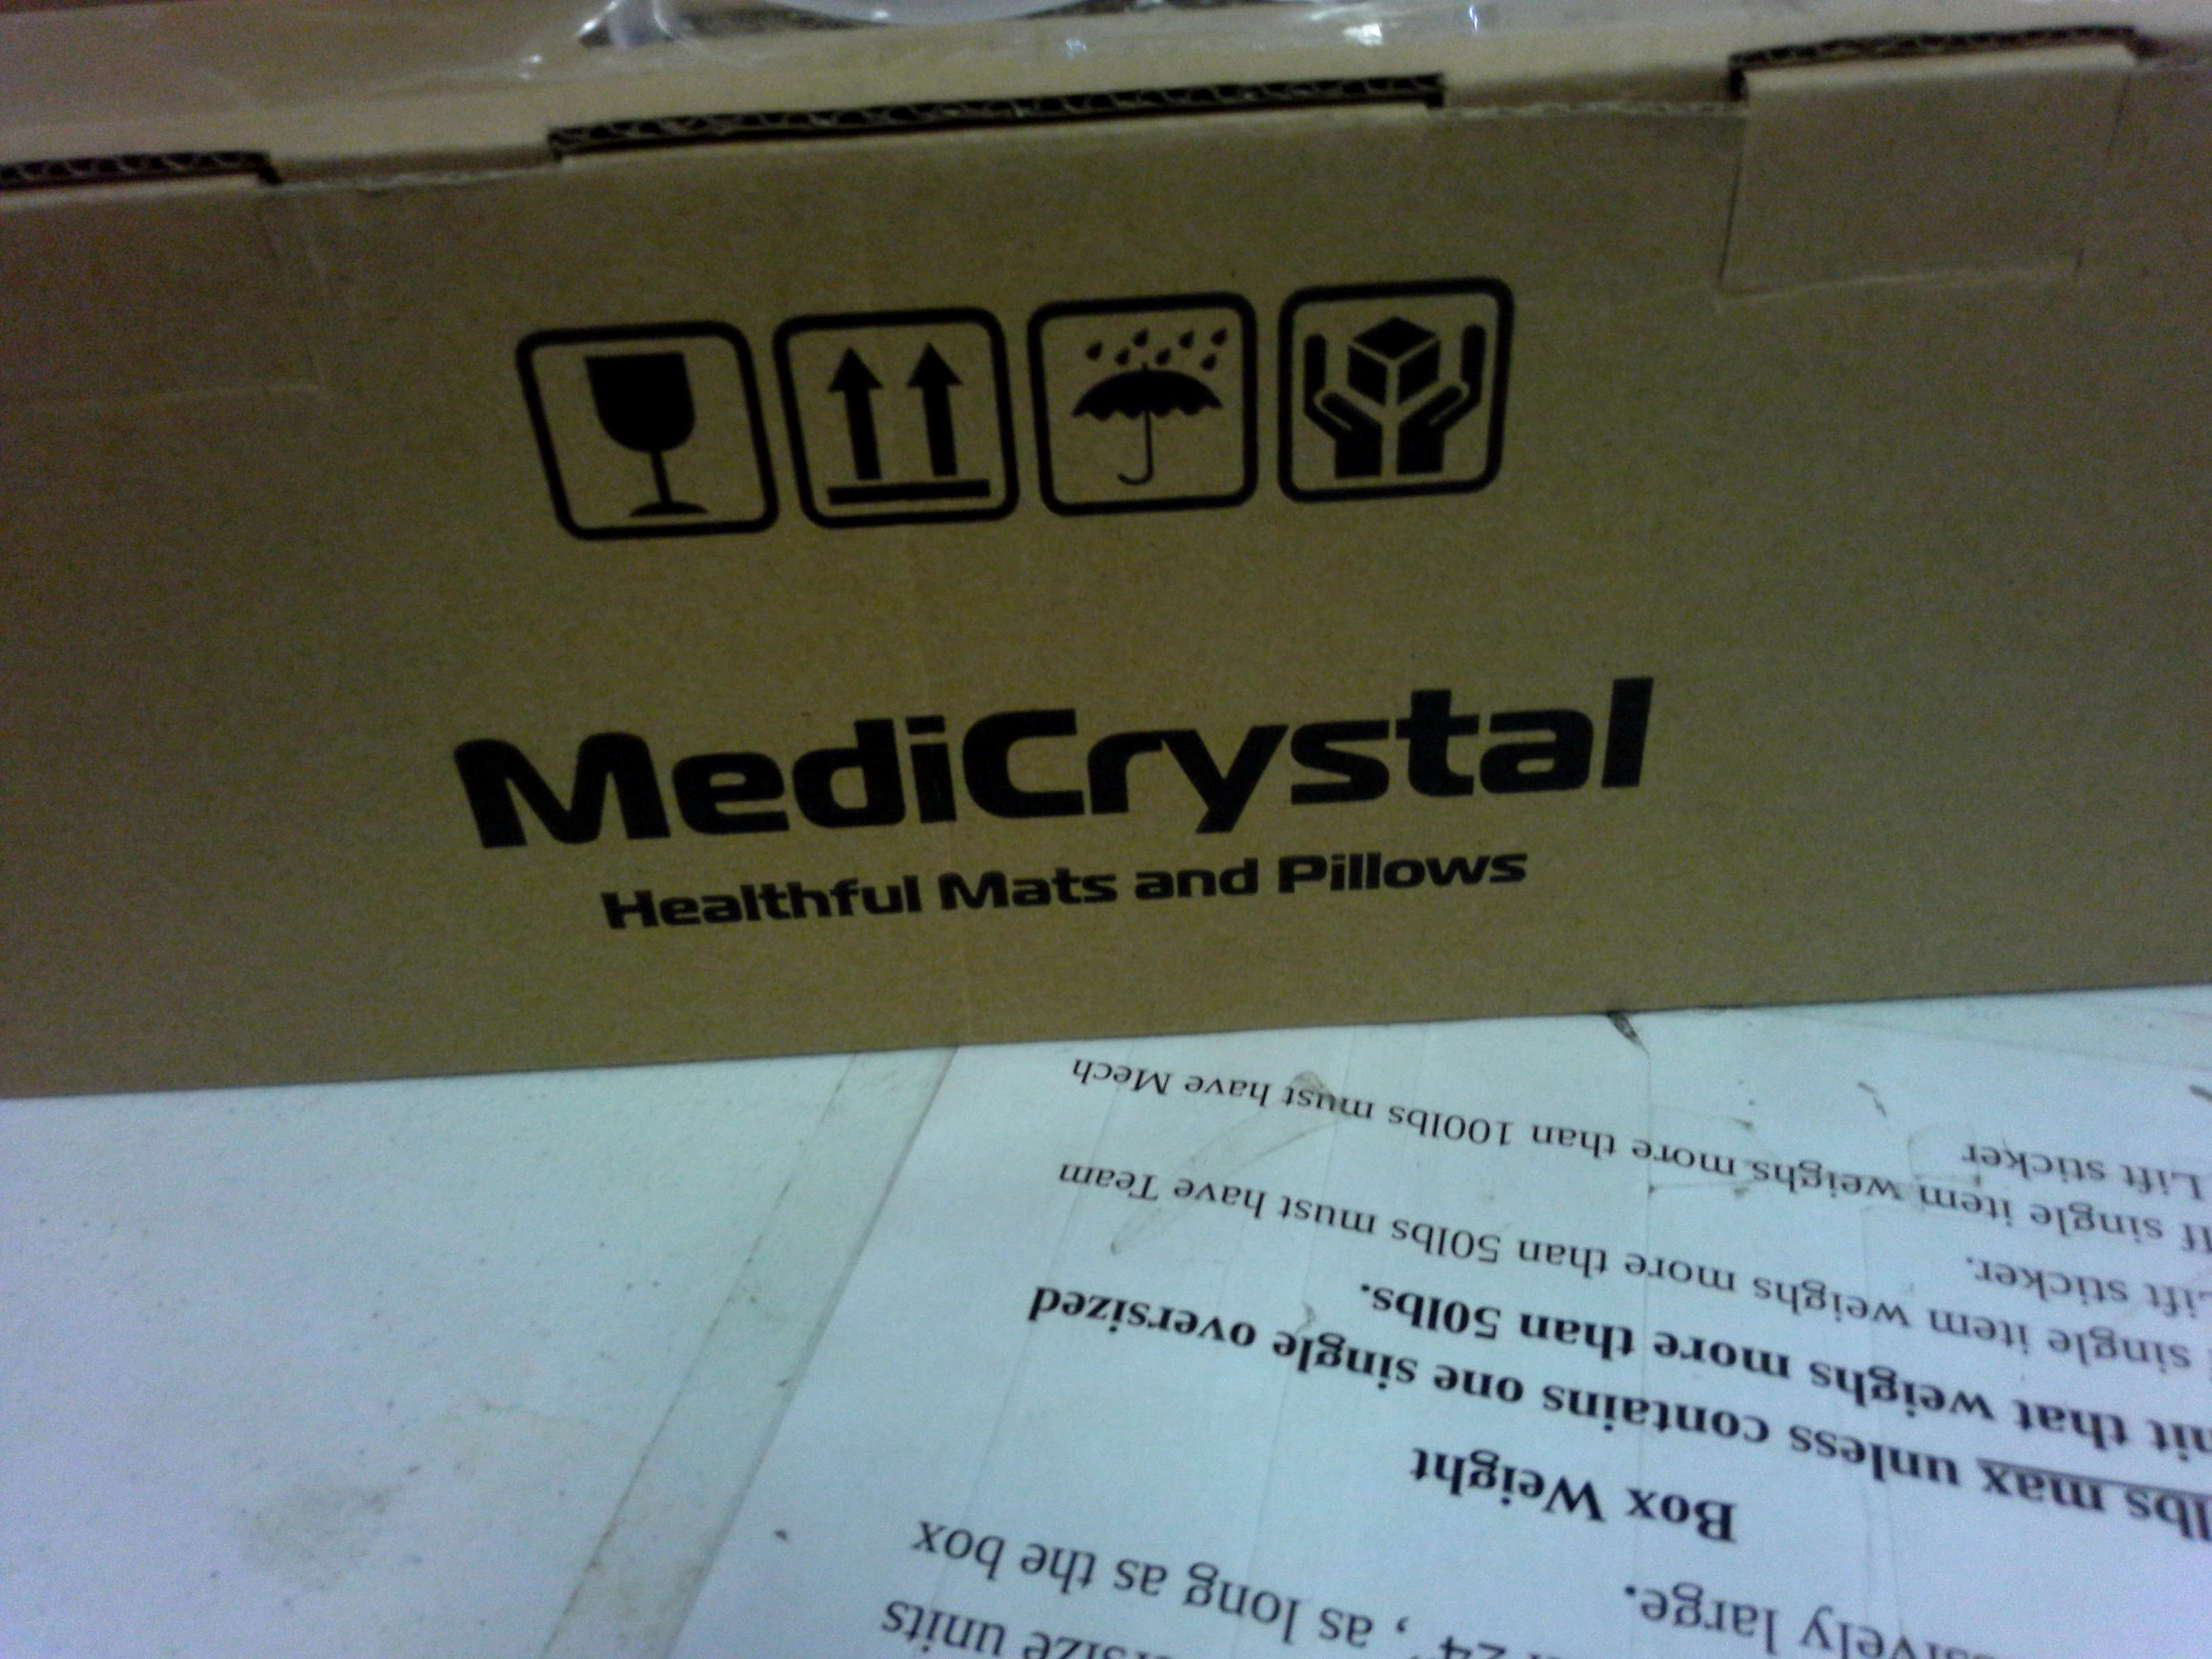 MediCrystal
Healthful Mats and Pillows
size units
24", as long as the box
large.
Box Weight
lbs max unless contains one single oversized
that weighs more than 50lbs.
single item weighs more than 50lbs must have Team
Lift sticker.
If single item weighs more than 100lbs must have Mech
Lift sticker